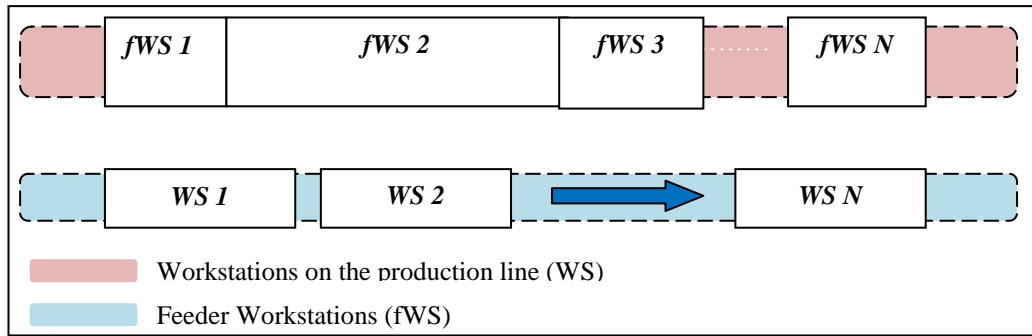 fWS 1 fWS 2 fWS 3 ........ fWS N
WS 1 WS 2 WS N
Workstations on the production line (WS)
Feeder Workstations (fWS)